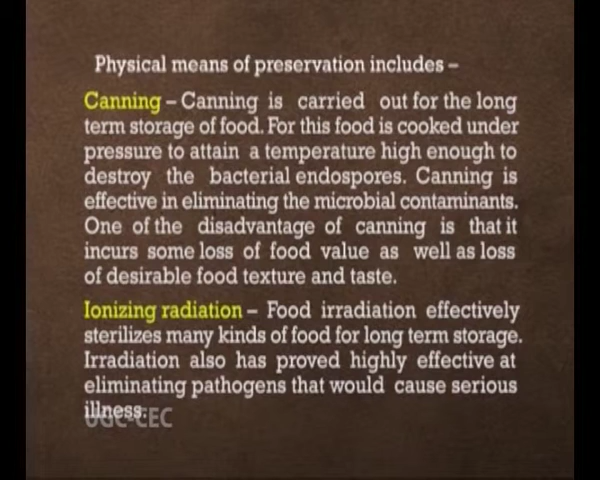 Physical means of preservation includes –
Canning – Canning is carried out for the long
term storage of food. For this food is cooked under
pressure to attain a temperature high enough to
destroy the bacterial endospores. Canning is
effective in eliminating the microbial contaminants.
One of the disadvantage of canning is that it
incurs some loss of food value as well as loss
of desirable food texture and taste.
Ionizing radiation – Food irradiation effectively
sterilizes many kinds of food for long term storage.
Irradiation also has proved highly effective at
eliminating pathogens that would cause serious
illness.
UGC-CEC